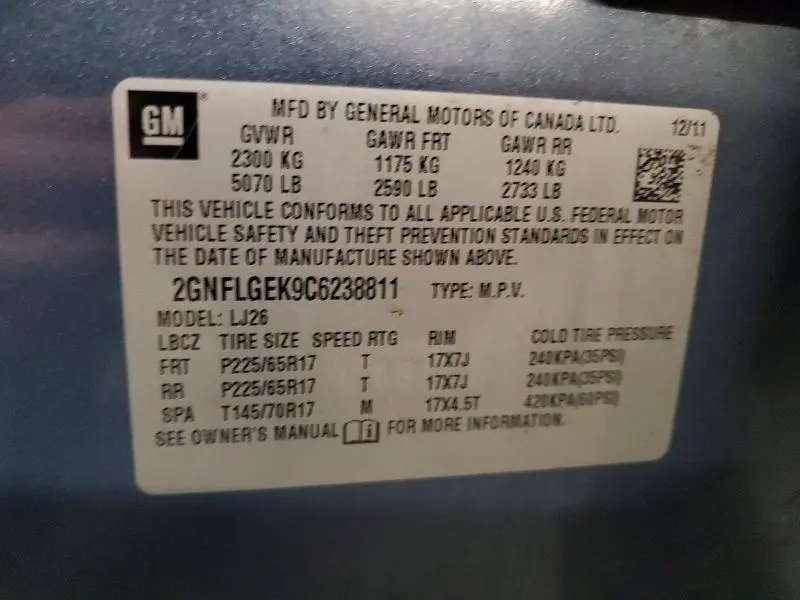 GM ®
MFD BY GENERAL MOTORS OF CANADA LTD. 12/11
GVWR GAWR FRT GAWR RR
2300 KG 1175 KG 1240 KG
5070 LB 2590 LB 2733 LB
THIS VEHICLE CONFORMS TO ALL APPLICABLE U.S. FEDERAL MOTOR
VEHICLE SAFETY AND THEFT PREVENTION STANDARDS IN EFFECT ON
THE DATE OF MANUFACTURE SHOWN ABOVE.
2GNFLGEK9C6238811 TYPE: M.P.V.
MODEL: LJ26
LBCZ TIRE SIZE SPEED RTG RIM COLD TIRE PRESSURE
FRT P225/65R17 T 17X7J 240KPA(35PSI)
RR P225/65R17 T 17X7J 240KPA(35PSI)
SPA T145/70R17 M 17X4.5T 420KPA(60PSI)
SEE OWNER'S MANUAL i FOR MORE INFORMATION.